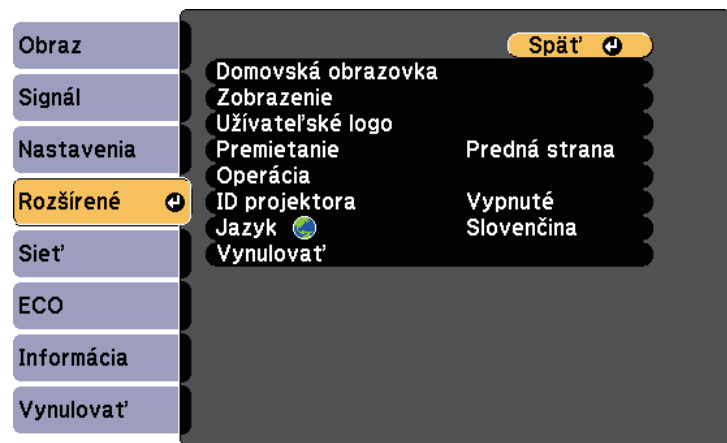 Obraz
Signál
Nastavenia
Rozšírené
Sieť
ECO
Informácia
Vynulovať
Späť
Domovská obrazovka
Zobrazenie
Užívateľské logo
Premietanie Predná strana
Operácia
ID projektora Vypnuté
Jazyk Slovenčina
Vynulovať